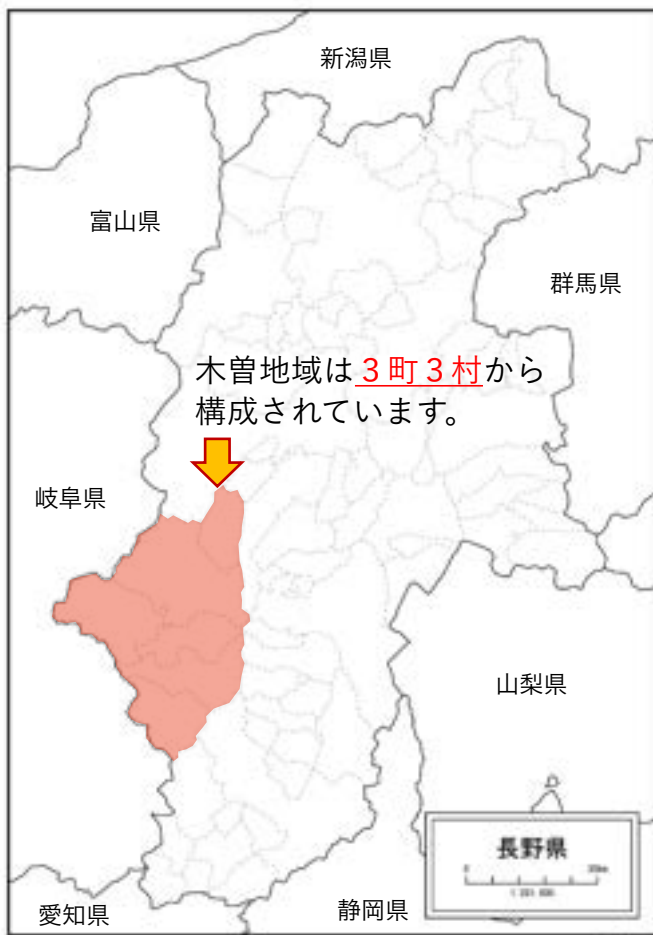 新潟県
富山県
群馬県
木曽地域は３町３村から
構成されています。
岐阜県
山梨県
長野県
0
愛知県
静岡県